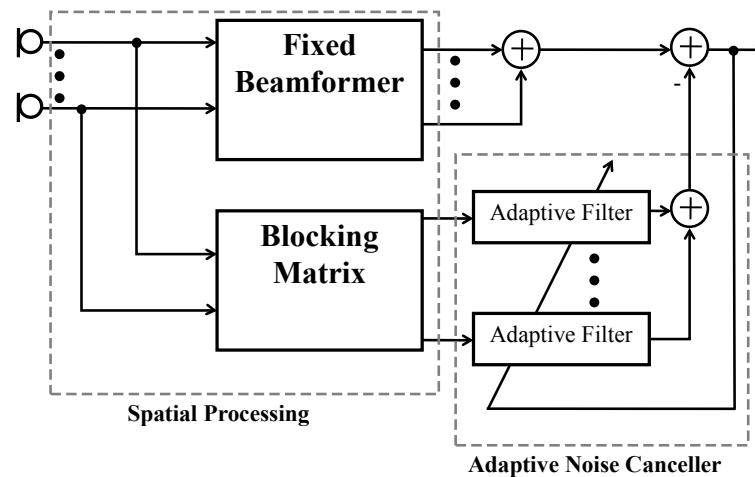 Fixed
Beamformer
-
Adaptive Filter
Blocking
Matrix
Adaptive Filter
Spatial Processing
Adaptive Noise Canceller